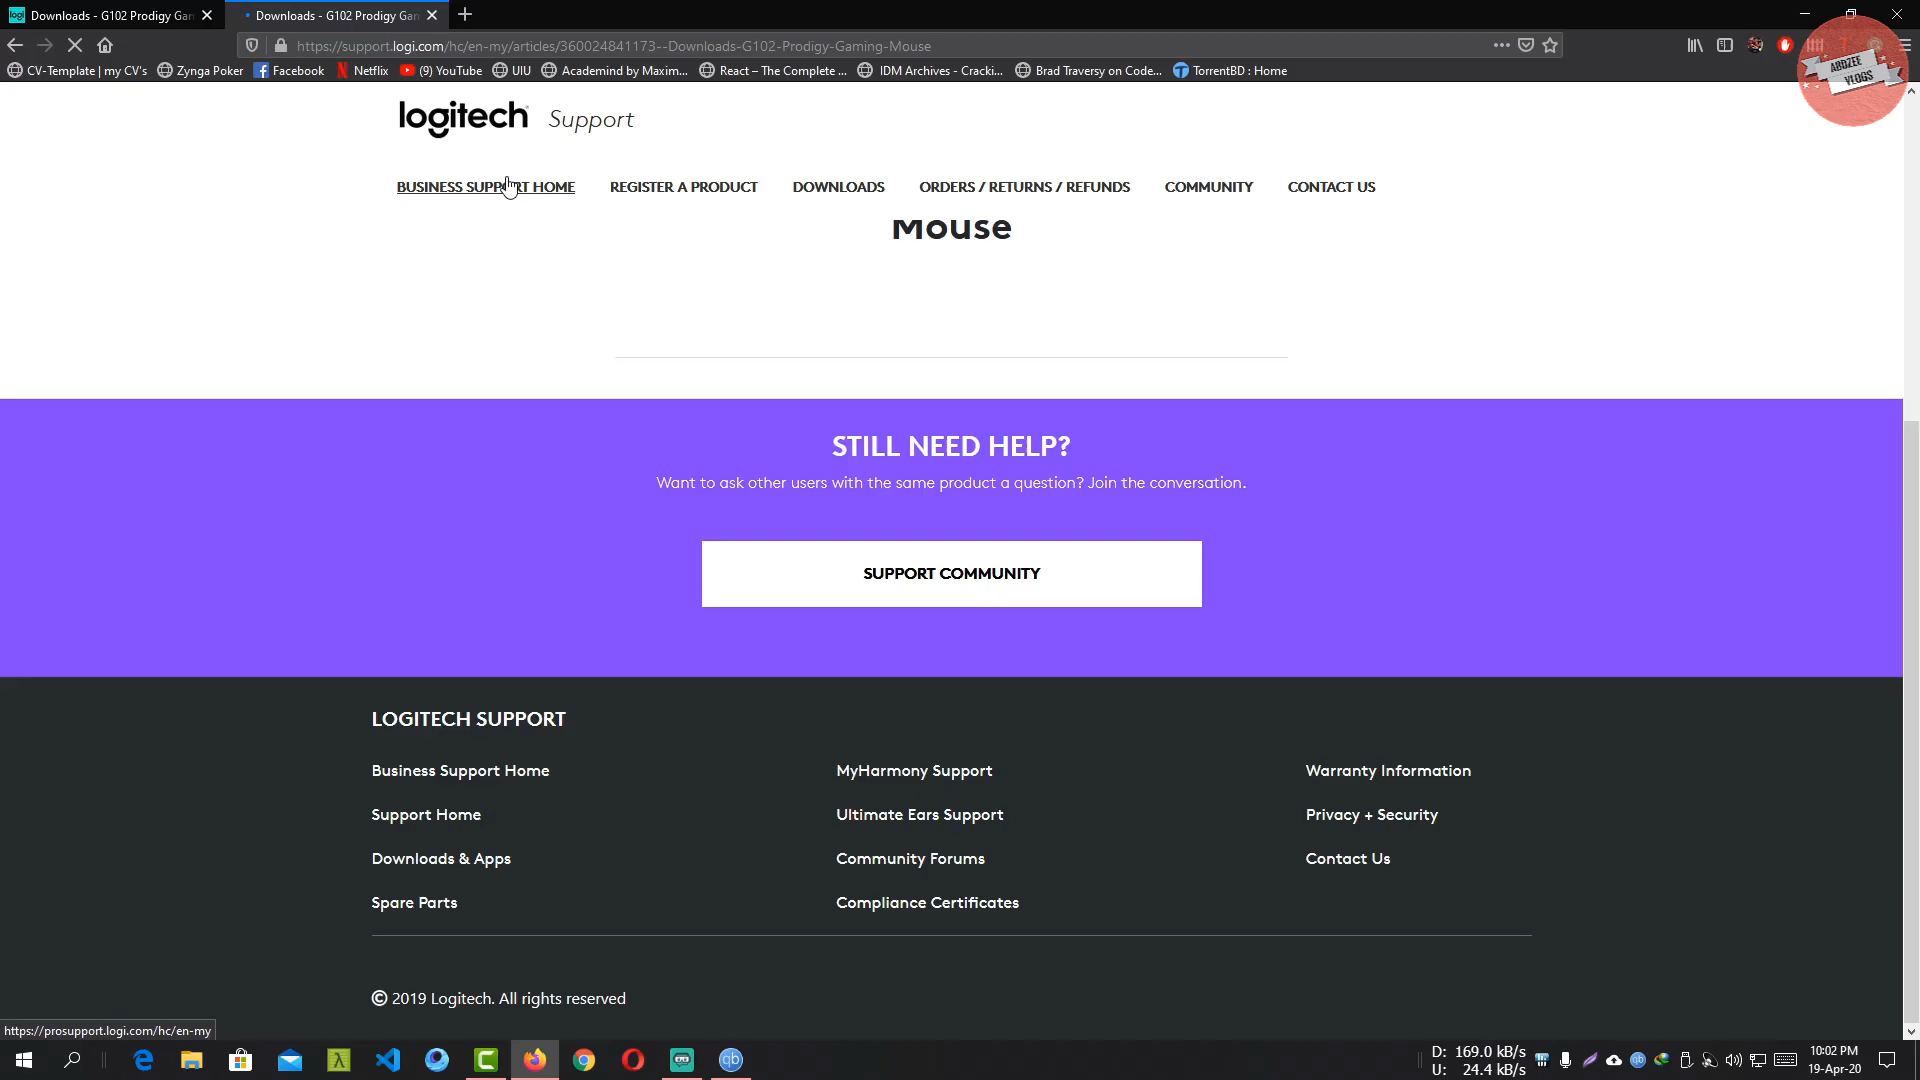 logi Downloads - G102 Prodigy Gan
Downloads - G102 Prodigy Gan
https://support.logi.com/hc/en-my/articles/360024841173--Downloads-G102-Prodigy-Gaming-Mouse
CV-Template | my CV's Zynga Poker Facebook Netflix (9) YouTube UIU Academind by Maxim... React – The Complete ... IDM Archives - Cracki... Brad Traversy on Code... TorrentBD : Home
ABDZEE
VLOGS
logitech Support
BUSINESS SUPPORT HOME REGISTER A PRODUCT DOWNLOADS ORDERS / RETURNS / REFUNDS COMMUNITY CONTACT US
Mouse
STILL NEED HELP?
Want to ask other users with the same product a question? Join the conversation.
SUPPORT COMMUNITY
LOGITECH SUPPORT
Business Support Home MyHarmony Support Warranty Information
Support Home Ultimate Ears Support Privacy + Security
Downloads & Apps Community Forums Contact Us
Spare Parts Compliance Certificates
© 2019 Logitech. All rights reserved
https://prosupport.logi.com/hc/en-my
qb
D: 169.0 kB/s
U: 24.4 kB/s
10:02 PM
19-Apr-20